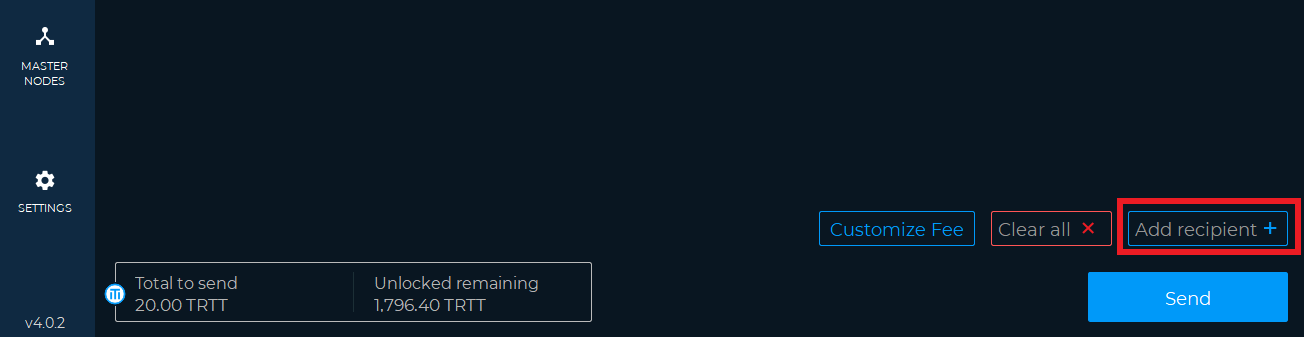 MASTER
NODES
SETTINGS
Customize Fee
Clear all
Add recipient
Total to send
20.00 TRTT
Unlocked remaining
1,796.40 TRTT
Send
v4.0.2